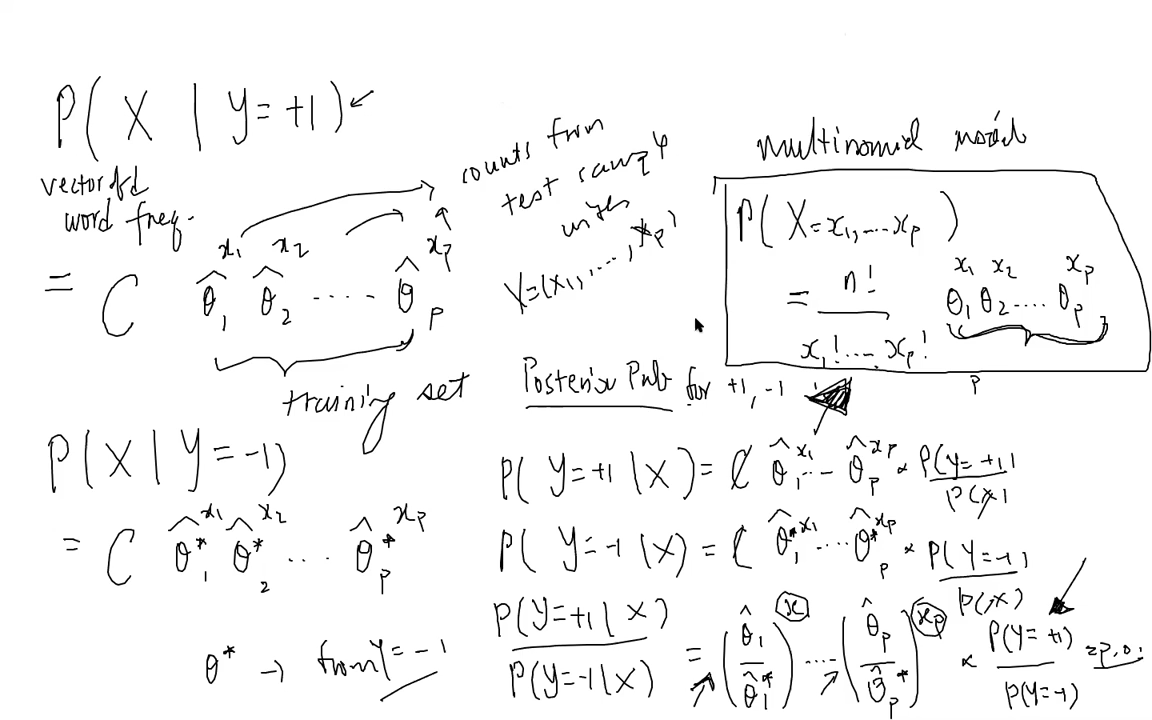 P( X | Y = +1 )
vector of
word freq.
= C θ̂₁^x₁ θ̂₂^x₂ ..... θ̂p^xp
training set
counts from
test
X = (x₁, ..., xp)
multinomial model
P( X = x₁, .... xp )
= n! / (x₁! .... xp!) θ₁^x₁ θ₂^x₂ .... θp^xp
p
P( X | Y = -1 )
= C θ̂₁*^x₁ θ̂₂*^x₂ ... θ̂p*^xp
θ* → from Y = -1
Posterior Prob for +1, -1
P( Y = +1 | X ) = C θ̂₁^x₁ ... θ̂p^xp × P(Y = +1) / P(X)
P( Y = -1 | X ) = C θ̂₁*^x₁ .... θ̂p*^xp × P(Y = -1) / P(X)
P(Y = +1 | X) / P(Y = -1 | X) = (θ̂₁ / θ̂₁*)^x .... (θ̂p / θ̂p*)^xp × P(Y = +1) / P(Y = -1)